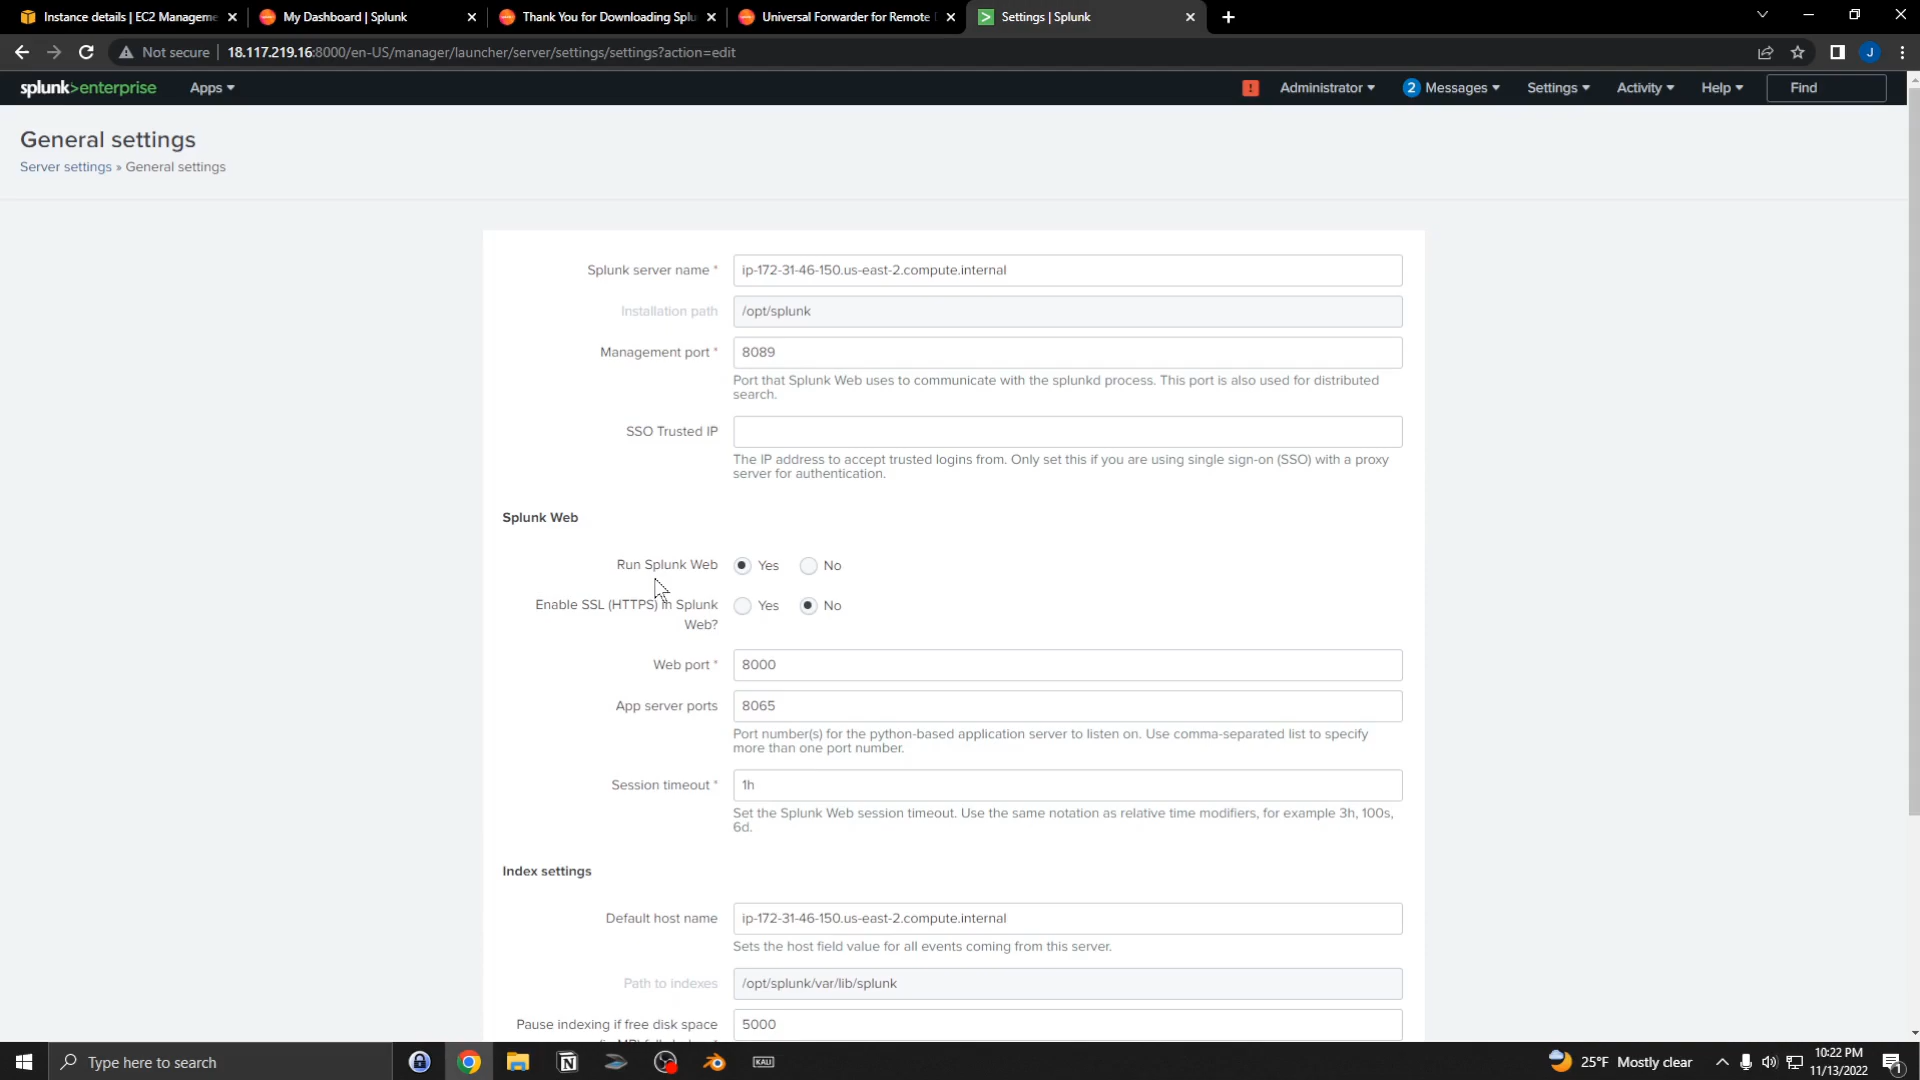 Instance details | EC2 Manageme
My Dashboard | Splunk
Thank You for Downloading Splu
Universal Forwarder for Remote
Settings | Splunk
Not secure
18.117.219.16:8000/en-US/manager/launcher/server/settings/settings?action=edit
J
splunk>enterprise
Apps
!
Administrator
2 Messages
Settings
Activity
Help
Find
General settings
Server settings » General settings
Splunk server name *
ip-172-31-46-150.us-east-2.compute.internal
Installation path
/opt/splunk
Management port *
8089
Port that Splunk Web uses to communicate with the splunkd process. This port is also used for distributed
search.
SSO Trusted IP
The IP address to accept trusted logins from. Only set this if you are using single sign-on (SSO) with a proxy
server for authentication.
Splunk Web
Run Splunk Web
Yes
No
Enable SSL (HTTPS) in Splunk
Web?
Yes
No
Web port *
8000
App server ports
8065
Port number(s) for the python-based application server to listen on. Use comma-separated list to specify
more than one port number.
Session timeout *
1h
Set the Splunk Web session timeout. Use the same notation as relative time modifiers, for example 3h, 100s,
6d.
Index settings
Default host name
ip-172-31-46-150.us-east-2.compute.internal
Sets the host field value for all events coming from this server.
Path to indexes
/opt/splunk/var/lib/splunk
Pause indexing if free disk space
5000
Type here to search
KALI
25°F Mostly clear
10:22 PM
11/13/2022
1